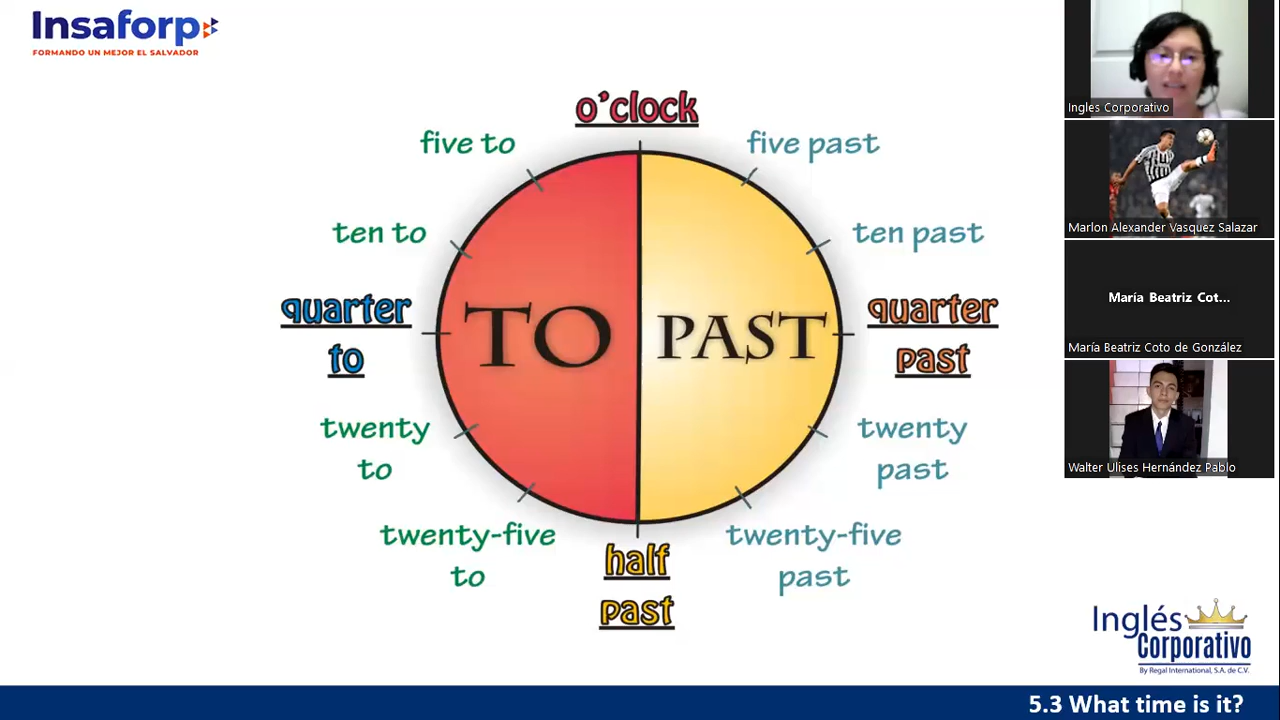 Insaforp
FORMANDO UN MEJOR EL SALVADOR
o'clock
five to
five past
ten to
ten past
quarter
to
quarter
past
TO
PAST
twenty
to
twenty
past
twenty-five
to
twenty-five
past
half
past
Ingles Corporativo
Marlon Alexander Vasquez Salazar
María Beatriz Cot...
María Beatriz Coto de González
Walter Ulises Hernández Pablo
Inglés
Corporativo
By Regal International, S.A. de C.V.
5.3 What time is it?